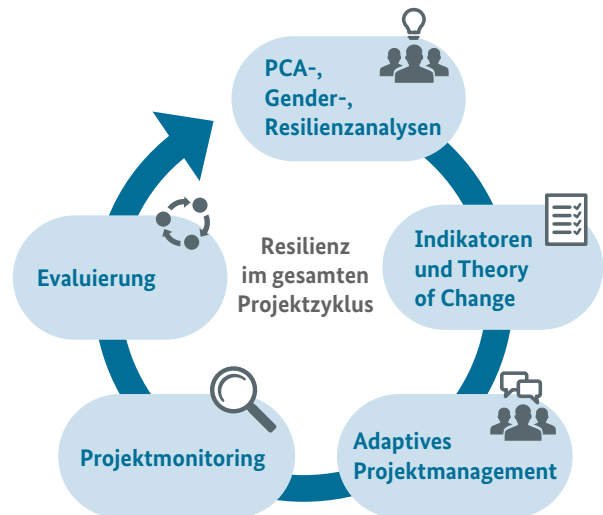 PCA-,
Gender-,
Resilienzanalysen
Indikatoren
und Theory
of Change
Adaptives
Projektmanagement
Projektmonitoring
Evaluierung
Resilienz
im gesamten
Projektzyklus